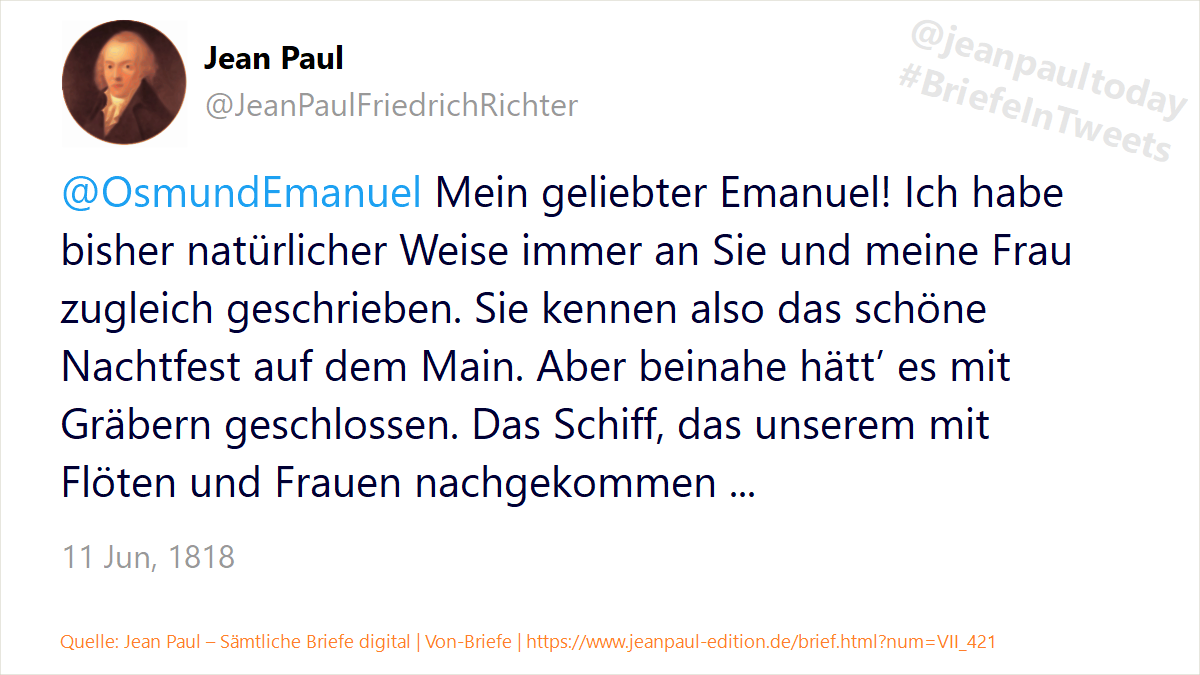 Jean Paul
@JeanPaulFriedrichRichter
@jeanpaultoday
#BriefeInTweets
@OsmundEmanuel Mein geliebter Emanuel! Ich habe
bisher natürlicher Weise immer an Sie und meine Frau
zugleich geschrieben. Sie kennen also das schöne
Nachtfest auf dem Main. Aber beinahe hätt’ es mit
Gräbern geschlossen. Das Schiff, das unserem mit
Flöten und Frauen nachgekommen ...
11 Jun, 1818
Quelle: Jean Paul – Sämtliche Briefe digital | Von-Briefe | https://www.jeanpaul-edition.de/brief.html?num=VII_421